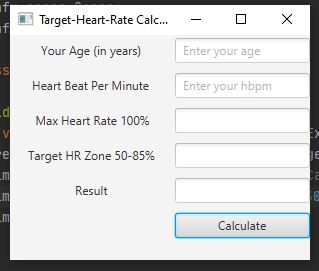 Target-Heart-Rate Calc...
Your Age (in years)
Enter your age
Heart Beat Per Minute
Enter your hbpm
Max Heart Rate 100%
Target HR Zone 50-85%
Result
Calculate